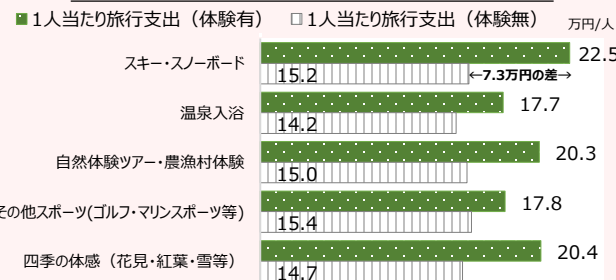 ■1人当たり旅行支出（体験有） □1人当たり旅行支出（体験無） 万円/人
スキー・スノーボード 22.5
15.2 ←7.3万円の差→
温泉入浴 17.7
14.2
自然体験ツアー・農漁村体験 20.3
15.0
その他スポーツ(ゴルフ・マリンスポーツ等) 17.8
15.4
四季の体感（花見・紅葉・雪等） 20.4
14.7